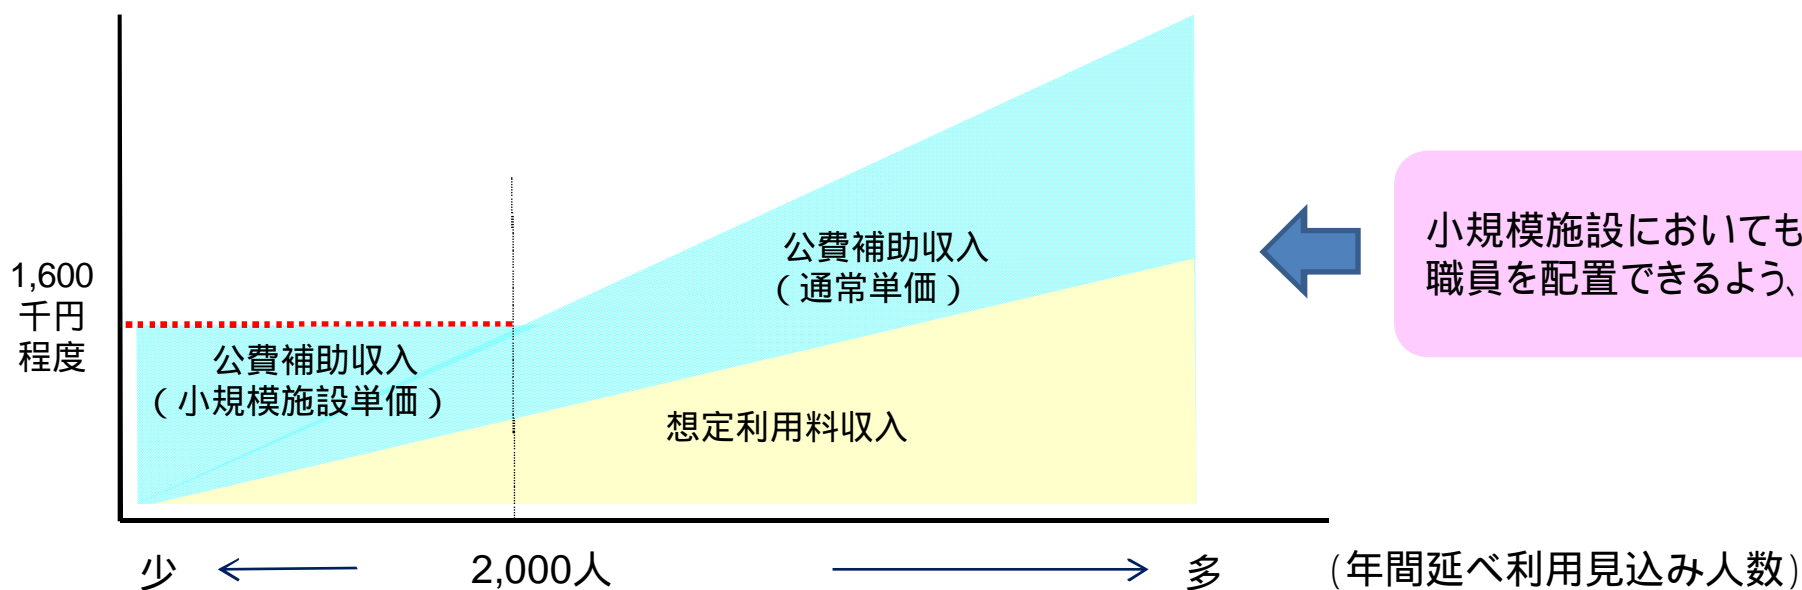 公費補助収入
(通常単価)
小規模施設においても
職員を配置できるよう、
1,600
千円
程度
公費補助収入
(小規模施設単価)
想定利用料収入
少
2,000人
多
(年間延べ利用見込み人数)